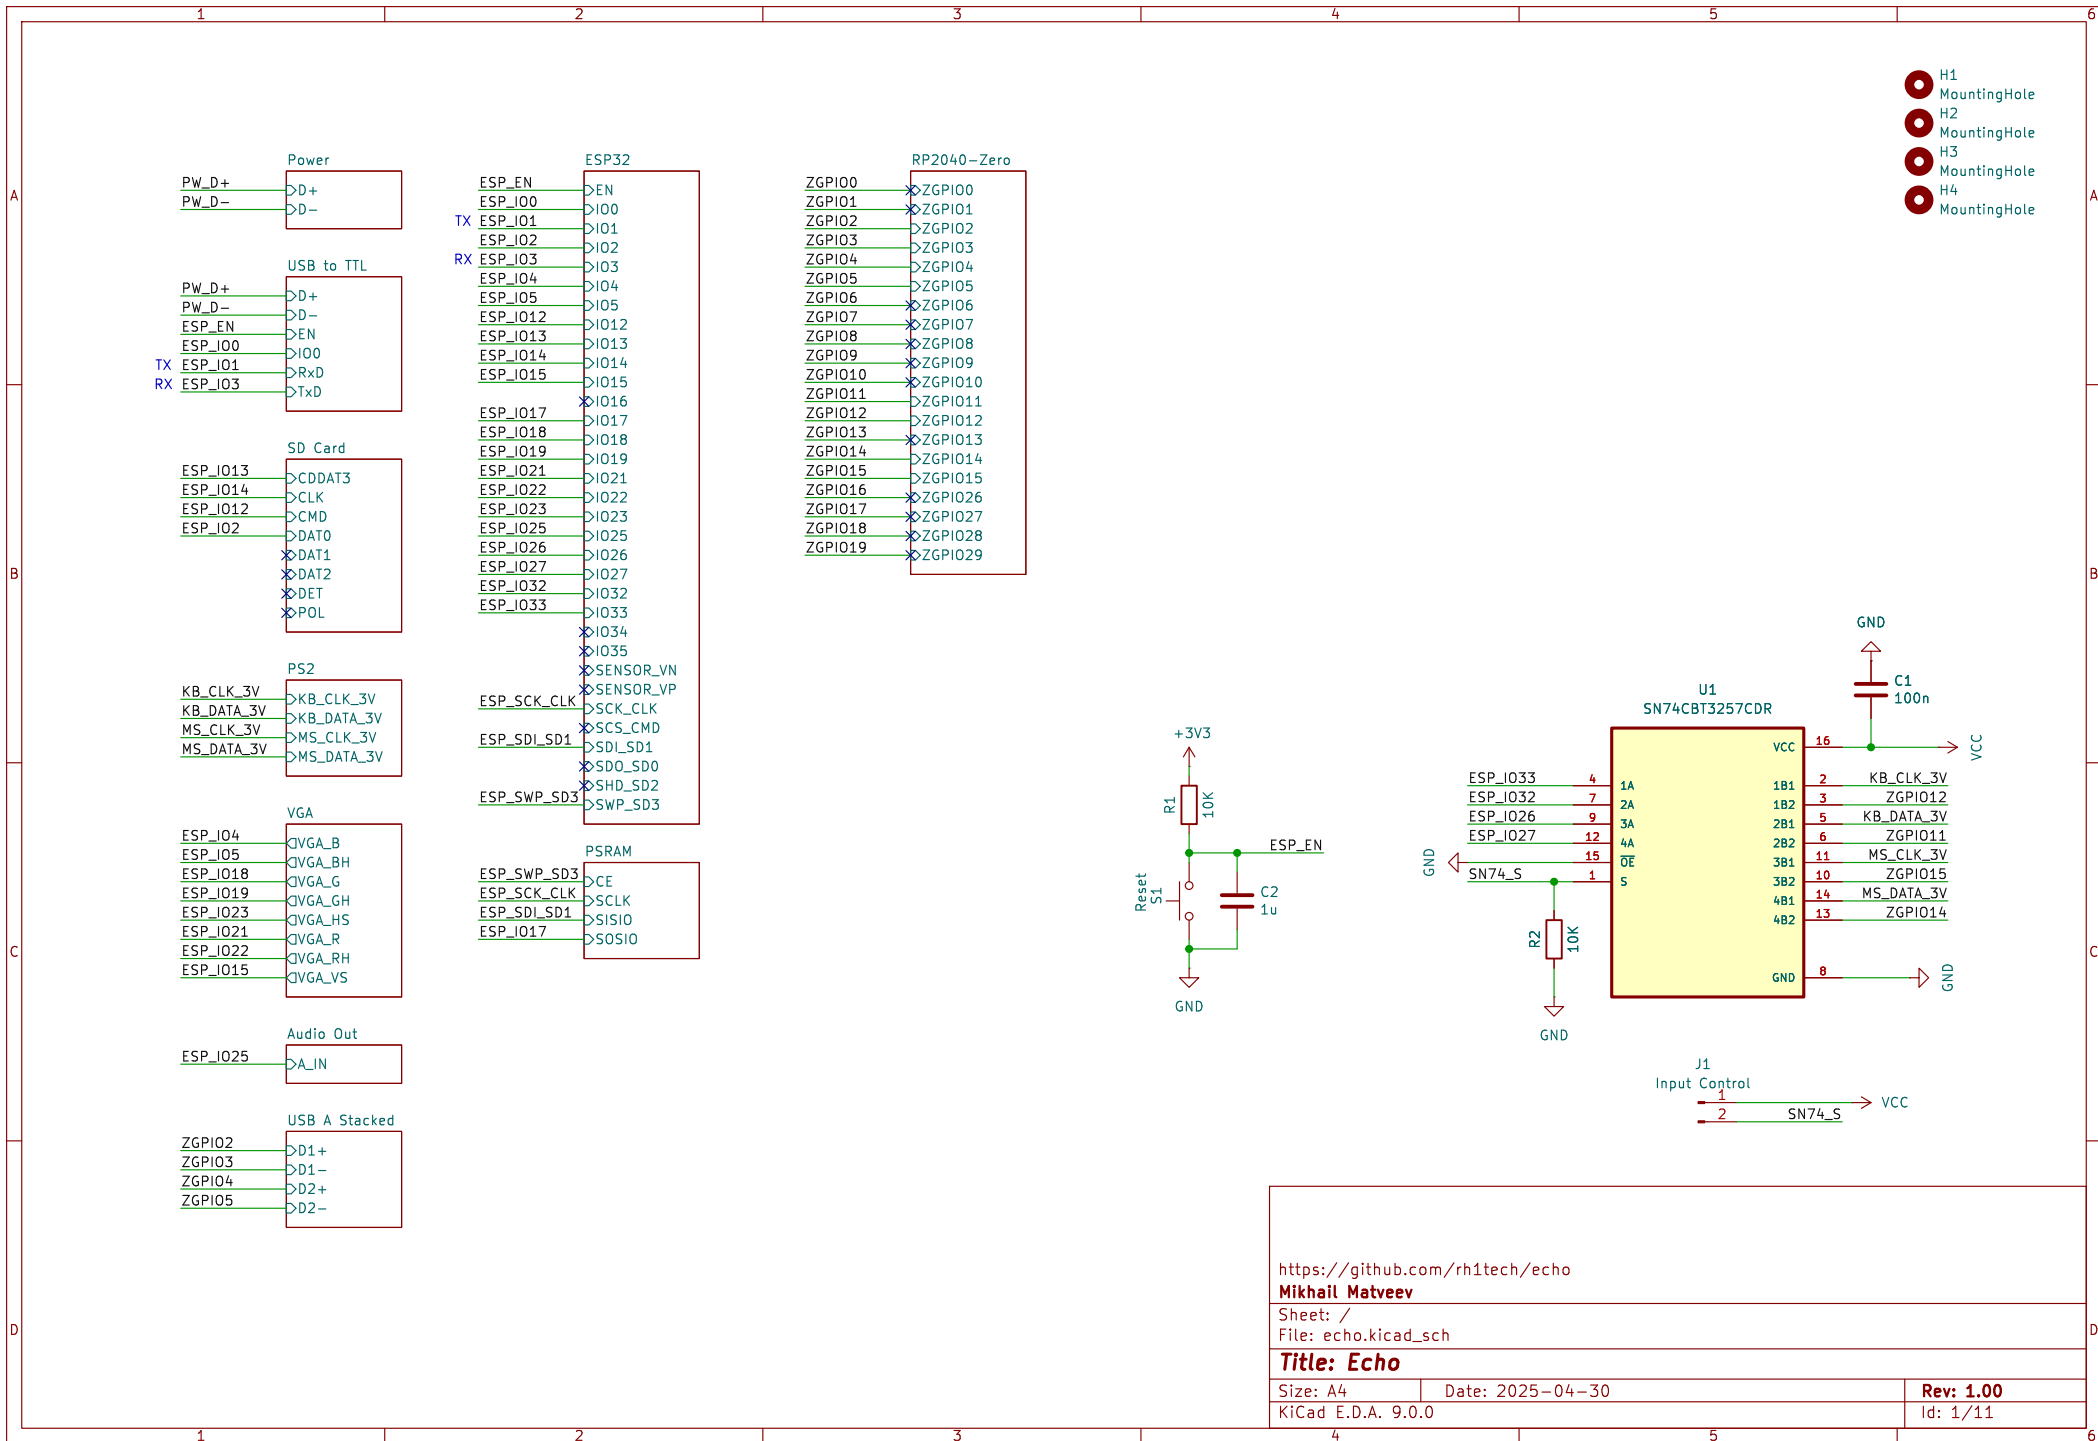 1 2 3 4 5 6
H1
MountingHole
H2
MountingHole
H3
MountingHole
H4
MountingHole
A
B
C
D
A
B
C
D
Power
PW_D+ D+
PW_D- D-
USB to TTL
PW_D+ D+
PW_D- D-
ESP_EN EN
ESP_IO0 IO0
TX ESP_IO1 RxD
RX ESP_IO3 TxD
SD Card
ESP_IO13 CDDAT3
ESP_IO14 CLK
ESP_IO12 CMD
ESP_IO2 DAT0
DAT1
DAT2
DET
POL
PS2
KB_CLK_3V KB_CLK_3V
KB_DATA_3V KB_DATA_3V
MS_CLK_3V MS_CLK_3V
MS_DATA_3V MS_DATA_3V
VGA
ESP_IO4 VGA_B
ESP_IO5 VGA_BH
ESP_IO18 VGA_G
ESP_IO19 VGA_GH
ESP_IO23 VGA_HS
ESP_IO21 VGA_R
ESP_IO22 VGA_RH
ESP_IO15 VGA_VS
Audio Out
ESP_IO25 A_IN
USB A Stacked
ZGPIO2 D1+
ZGPIO3 D1-
ZGPIO4 D2+
ZGPIO5 D2-
ESP32
ESP_EN EN
ESP_IO0 IO0
TX ESP_IO1 IO1
ESP_IO2 IO2
RX ESP_IO3 IO3
ESP_IO4 IO4
ESP_IO5 IO5
ESP_IO12 IO12
ESP_IO13 IO13
ESP_IO14 IO14
ESP_IO15 IO15
IO16
ESP_IO17 IO17
ESP_IO18 IO18
ESP_IO19 IO19
ESP_IO21 IO21
ESP_IO22 IO22
ESP_IO23 IO23
ESP_IO25 IO25
ESP_IO26 IO26
ESP_IO27 IO27
ESP_IO32 IO32
ESP_IO33 IO33
IO34
IO35
SENSOR_VN
SENSOR_VP
ESP_SCK_CLK SCK_CLK
SCS_CMD
ESP_SDI_SD1 SDI_SD1
SDO_SD0
SHD_SD2
ESP_SWP_SD3 SWP_SD3
PSRAM
ESP_SWP_SD3 CE
ESP_SCK_CLK SCLK
ESP_SDI_SD1 SISIO
ESP_IO17 SOSIO
RP2040-Zero
ZGPIO0 ZGPIO0
ZGPIO1 ZGPIO1
ZGPIO2 ZGPIO2
ZGPIO3 ZGPIO3
ZGPIO4 ZGPIO4
ZGPIO5 ZGPIO5
ZGPIO6 ZGPIO6
ZGPIO7 ZGPIO7
ZGPIO8 ZGPIO8
ZGPIO9 ZGPIO9
ZGPIO10 ZGPIO10
ZGPIO11 ZGPIO11
ZGPIO12 ZGPIO12
ZGPIO13 ZGPIO13
ZGPIO14 ZGPIO14
ZGPIO15 ZGPIO15
ZGPIO16 ZGPIO26
ZGPIO17 ZGPIO27
ZGPIO18 ZGPIO28
ZGPIO19 ZGPIO29
+3V3
R1
10K
ESP_EN
Reset
S1
C2
1u
GND
GND
C1
100n
U1
SN74CBT3257CDR
VCC 16
VCC
ESP_IO33 4 1A 1B1 2 KB_CLK_3V
ESP_IO32 7 2A 1B2 3 ZGPIO12
ESP_IO26 9 3A 2B1 5 KB_DATA_3V
ESP_IO27 12 4A 2B2 6 ZGPIO11
GND 15 OE 3B1 11 MS_CLK_3V
SN74_S 1 S 3B2 10 ZGPIO15
4B1 14 MS_DATA_3V
4B2 13 ZGPIO14
GND 8 GND
R2
10K
GND
J1
Input Control
1 VCC
2 SN74_S
https://github.com/rh1tech/echo
Mikhail Matveev
Sheet: /
File: echo.kicad_sch
Title: Echo
Size: A4 Date: 2025-04-30 Rev: 1.00
KiCad E.D.A. 9.0.0 Id: 1/11
1 2 3 4 5 6